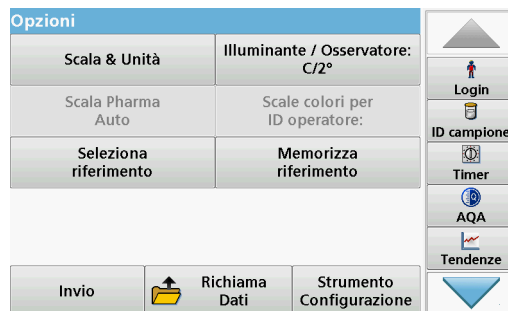 Opzioni
Scala & Unità
Illuminante / Osservatore:
C/2°
Scala Pharma
Auto
Scale colori per
ID operatore:
Seleziona
riferimento
Memorizza
riferimento
Invio
Richiama
Dati
Strumento
Configurazione
Login
ID campione
Timer
AQA
Tendenze